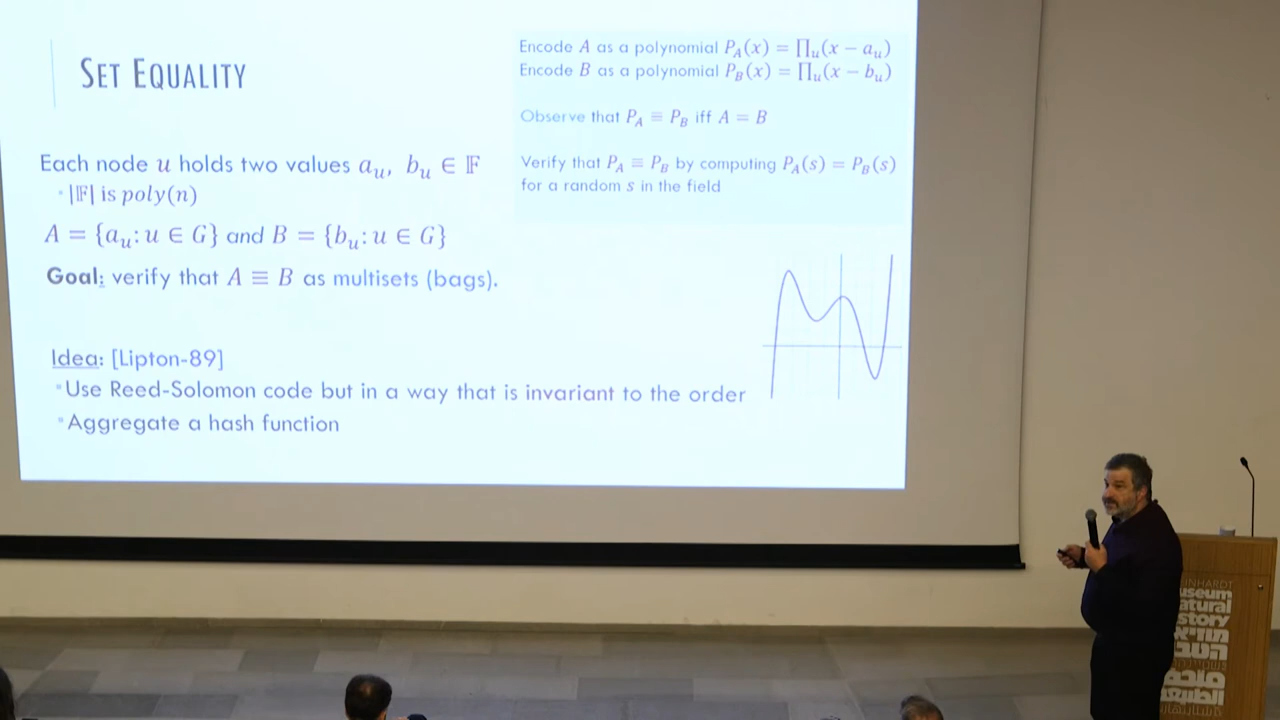 SET EQUALITY
Each node u holds two values a_u, b_u ∈ 𝔽
▪ |𝔽| is poly(n)
A = {a_u: u ∈ G} and B = {b_u: u ∈ G}
Goal: verify that A ≡ B as multisets (bags).
Idea: [Lipton-89]
▪ Use Reed-Solomon code but in a way that is invariant to the order
▪ Aggregate a hash function
Encode A as a polynomial P_A(x) = ∏_u(x − a_u)
Encode B as a polynomial P_B(x) = ∏_u(x − b_u)
Observe that P_A ≡ P_B iff A = B
Verify that P_A ≡ P_B by computing P_A(s) = P_B(s)
for a random s in the field
מוזיא
הטבע